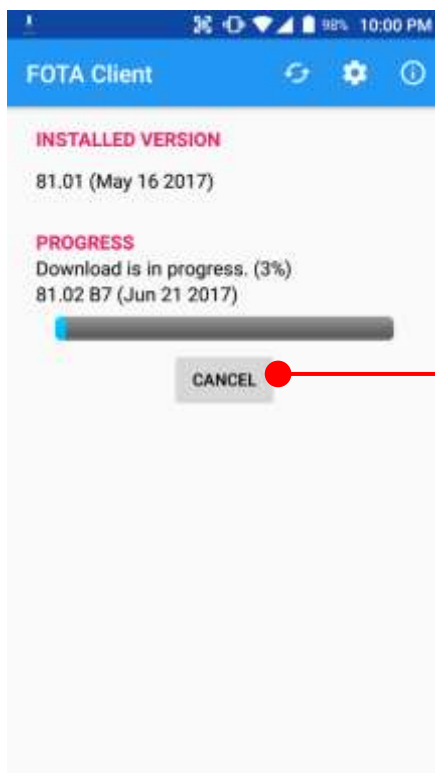 98% 10:00 PM
FOTA Client
INSTALLED VERSION
81.01 (May 16 2017)
PROGRESS
Download is in progress. (3%)
81.02 B7 (Jun 21 2017)
CANCEL